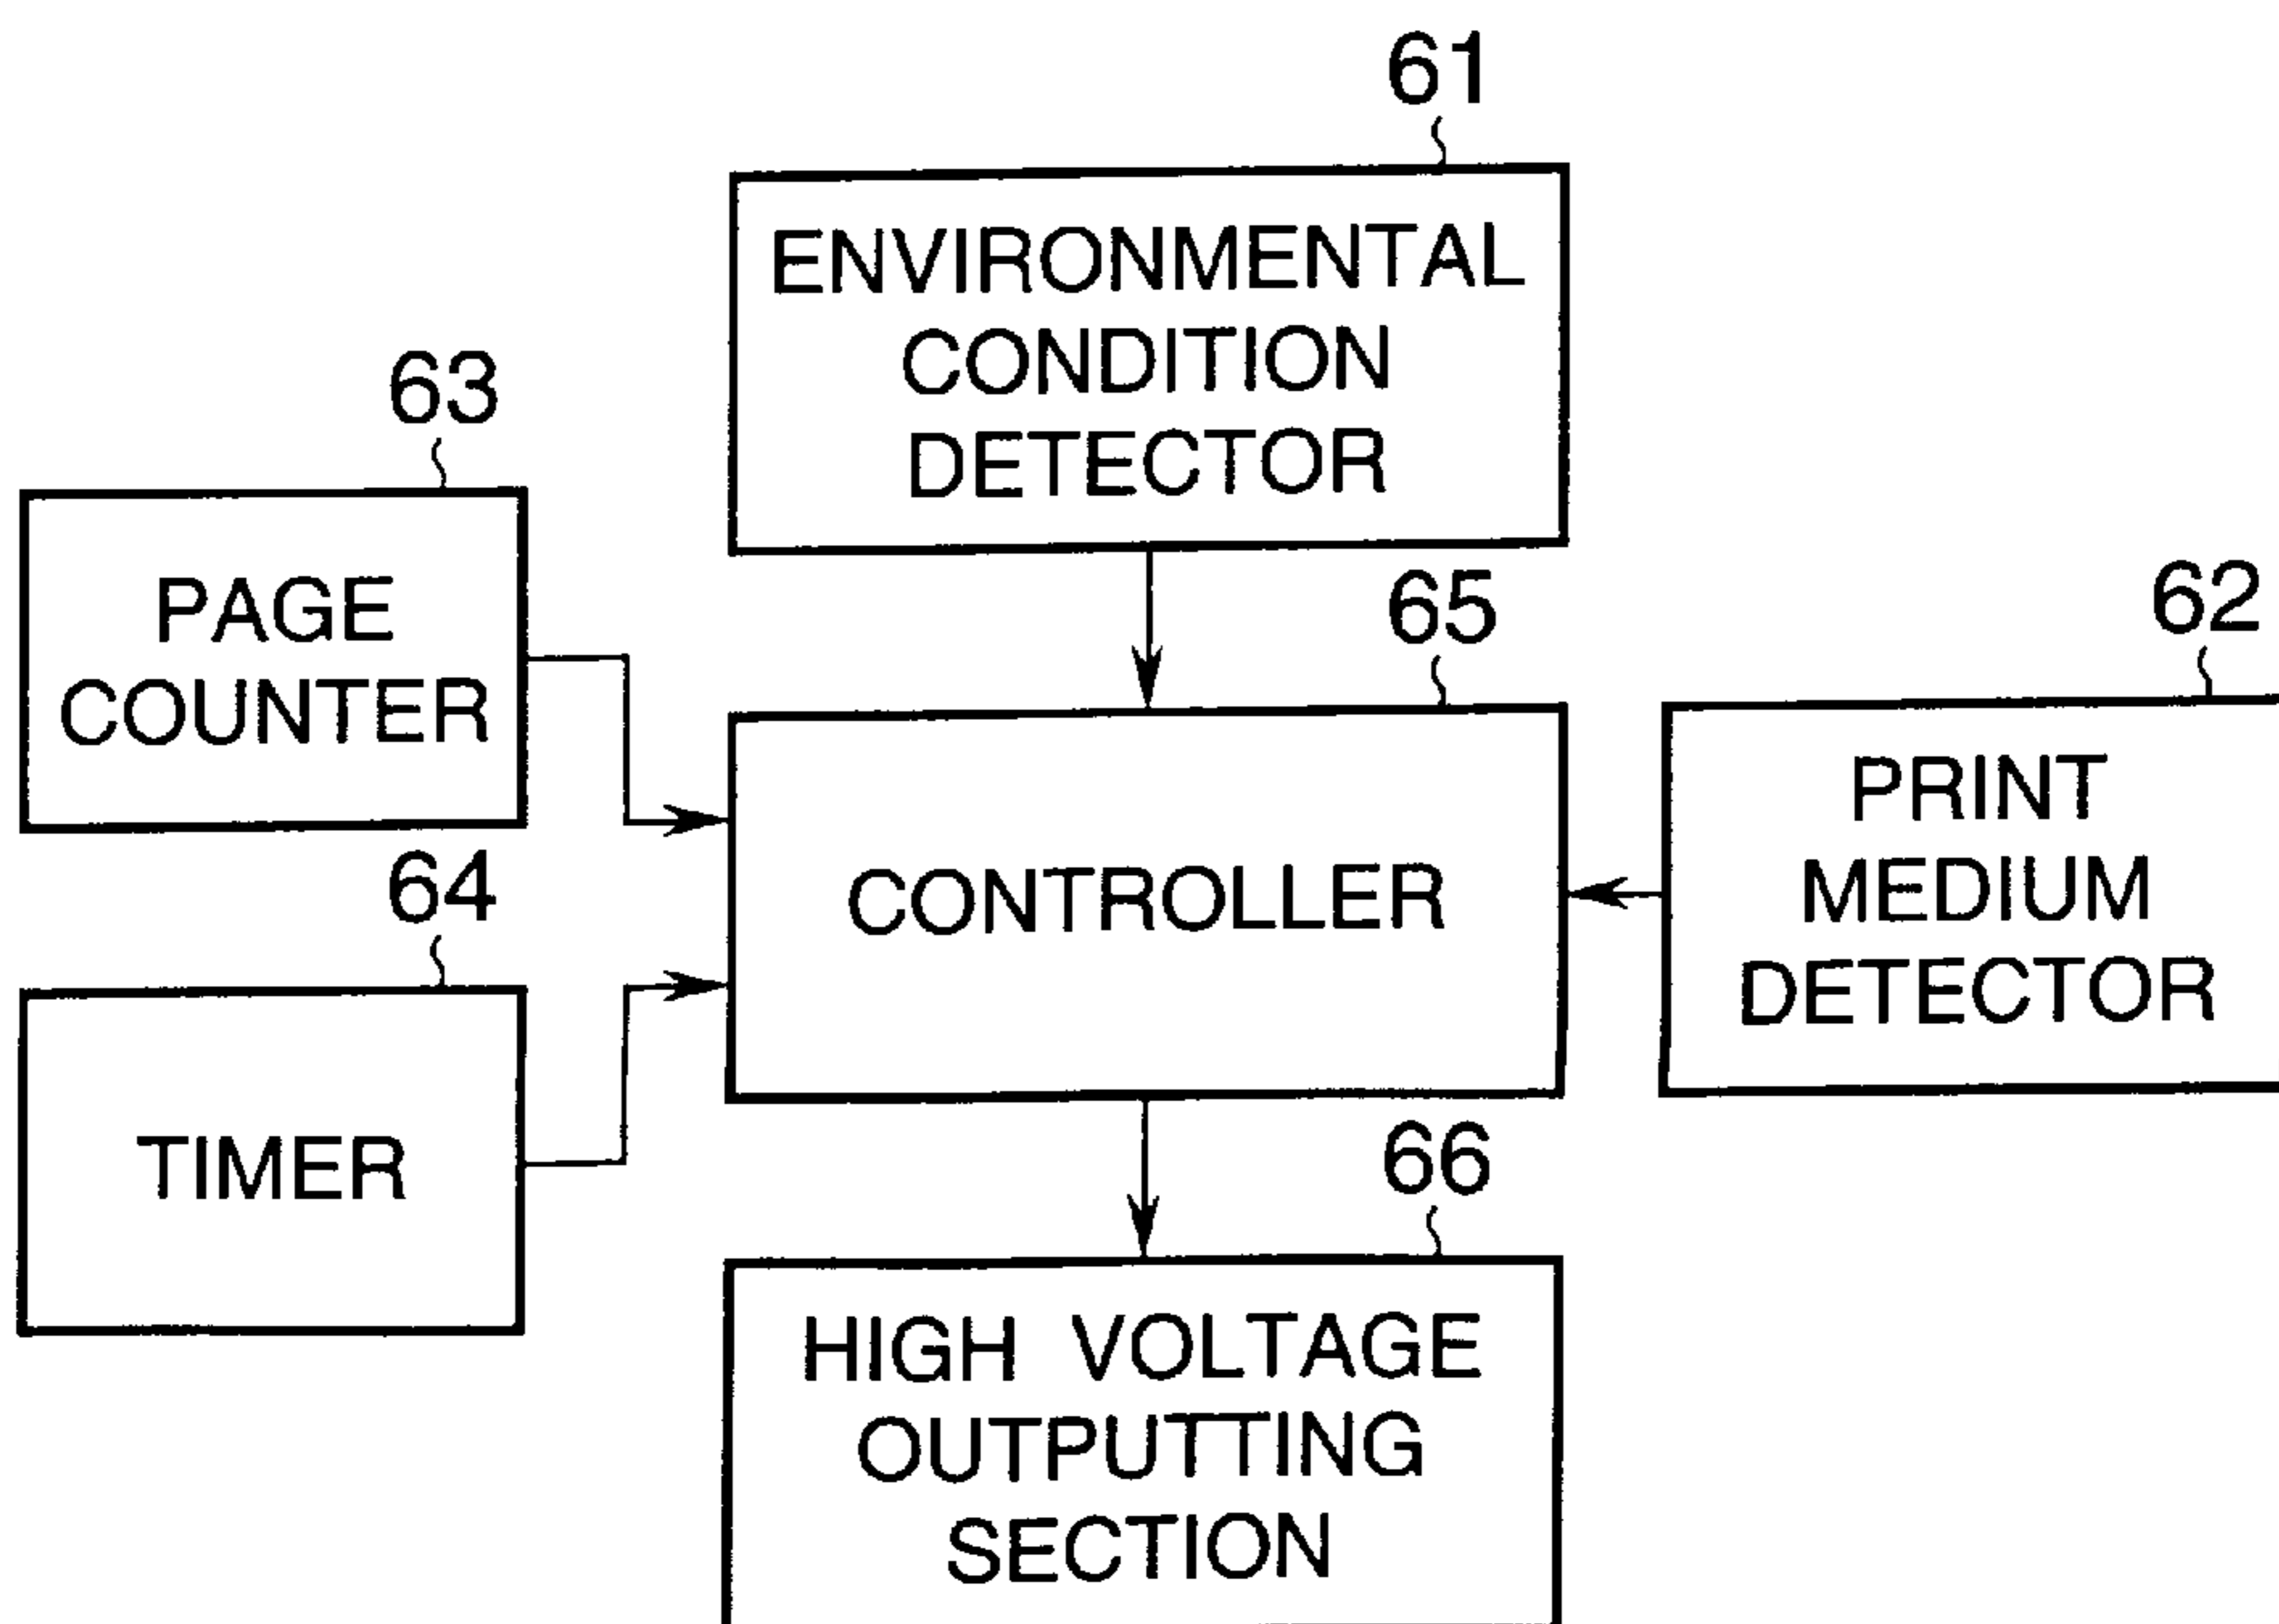 61
ENVIRONMENTAL
CONDITION
DETECTOR
63
PAGE
COUNTER
65
62
CONTROLLER
PRINT
MEDIUM
DETECTOR
64
TIMER
66
HIGH VOLTAGE
OUTPUTTING
SECTION